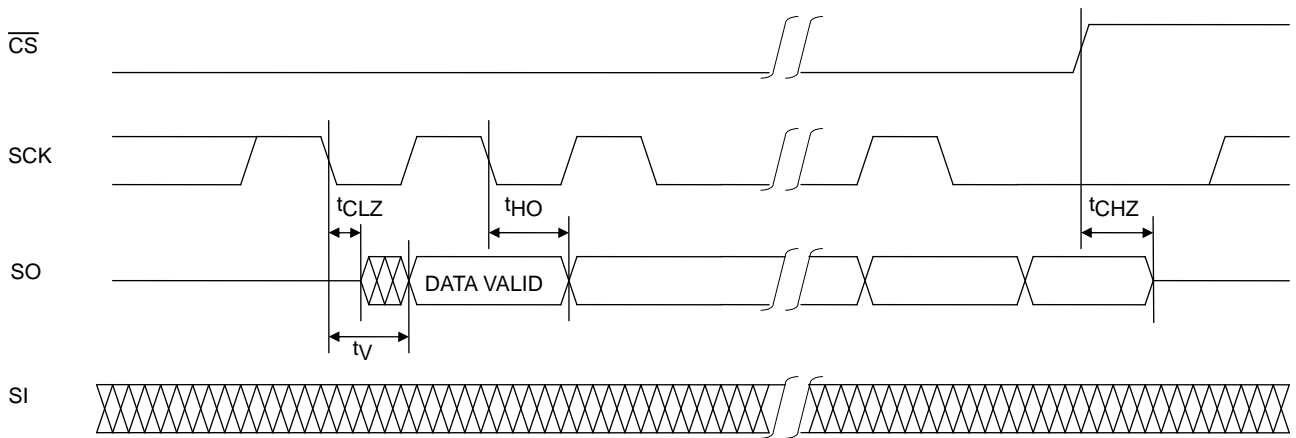 CS
SCK
tCLZ
tHO
tCHZ
SO
DATA VALID
tV
SI